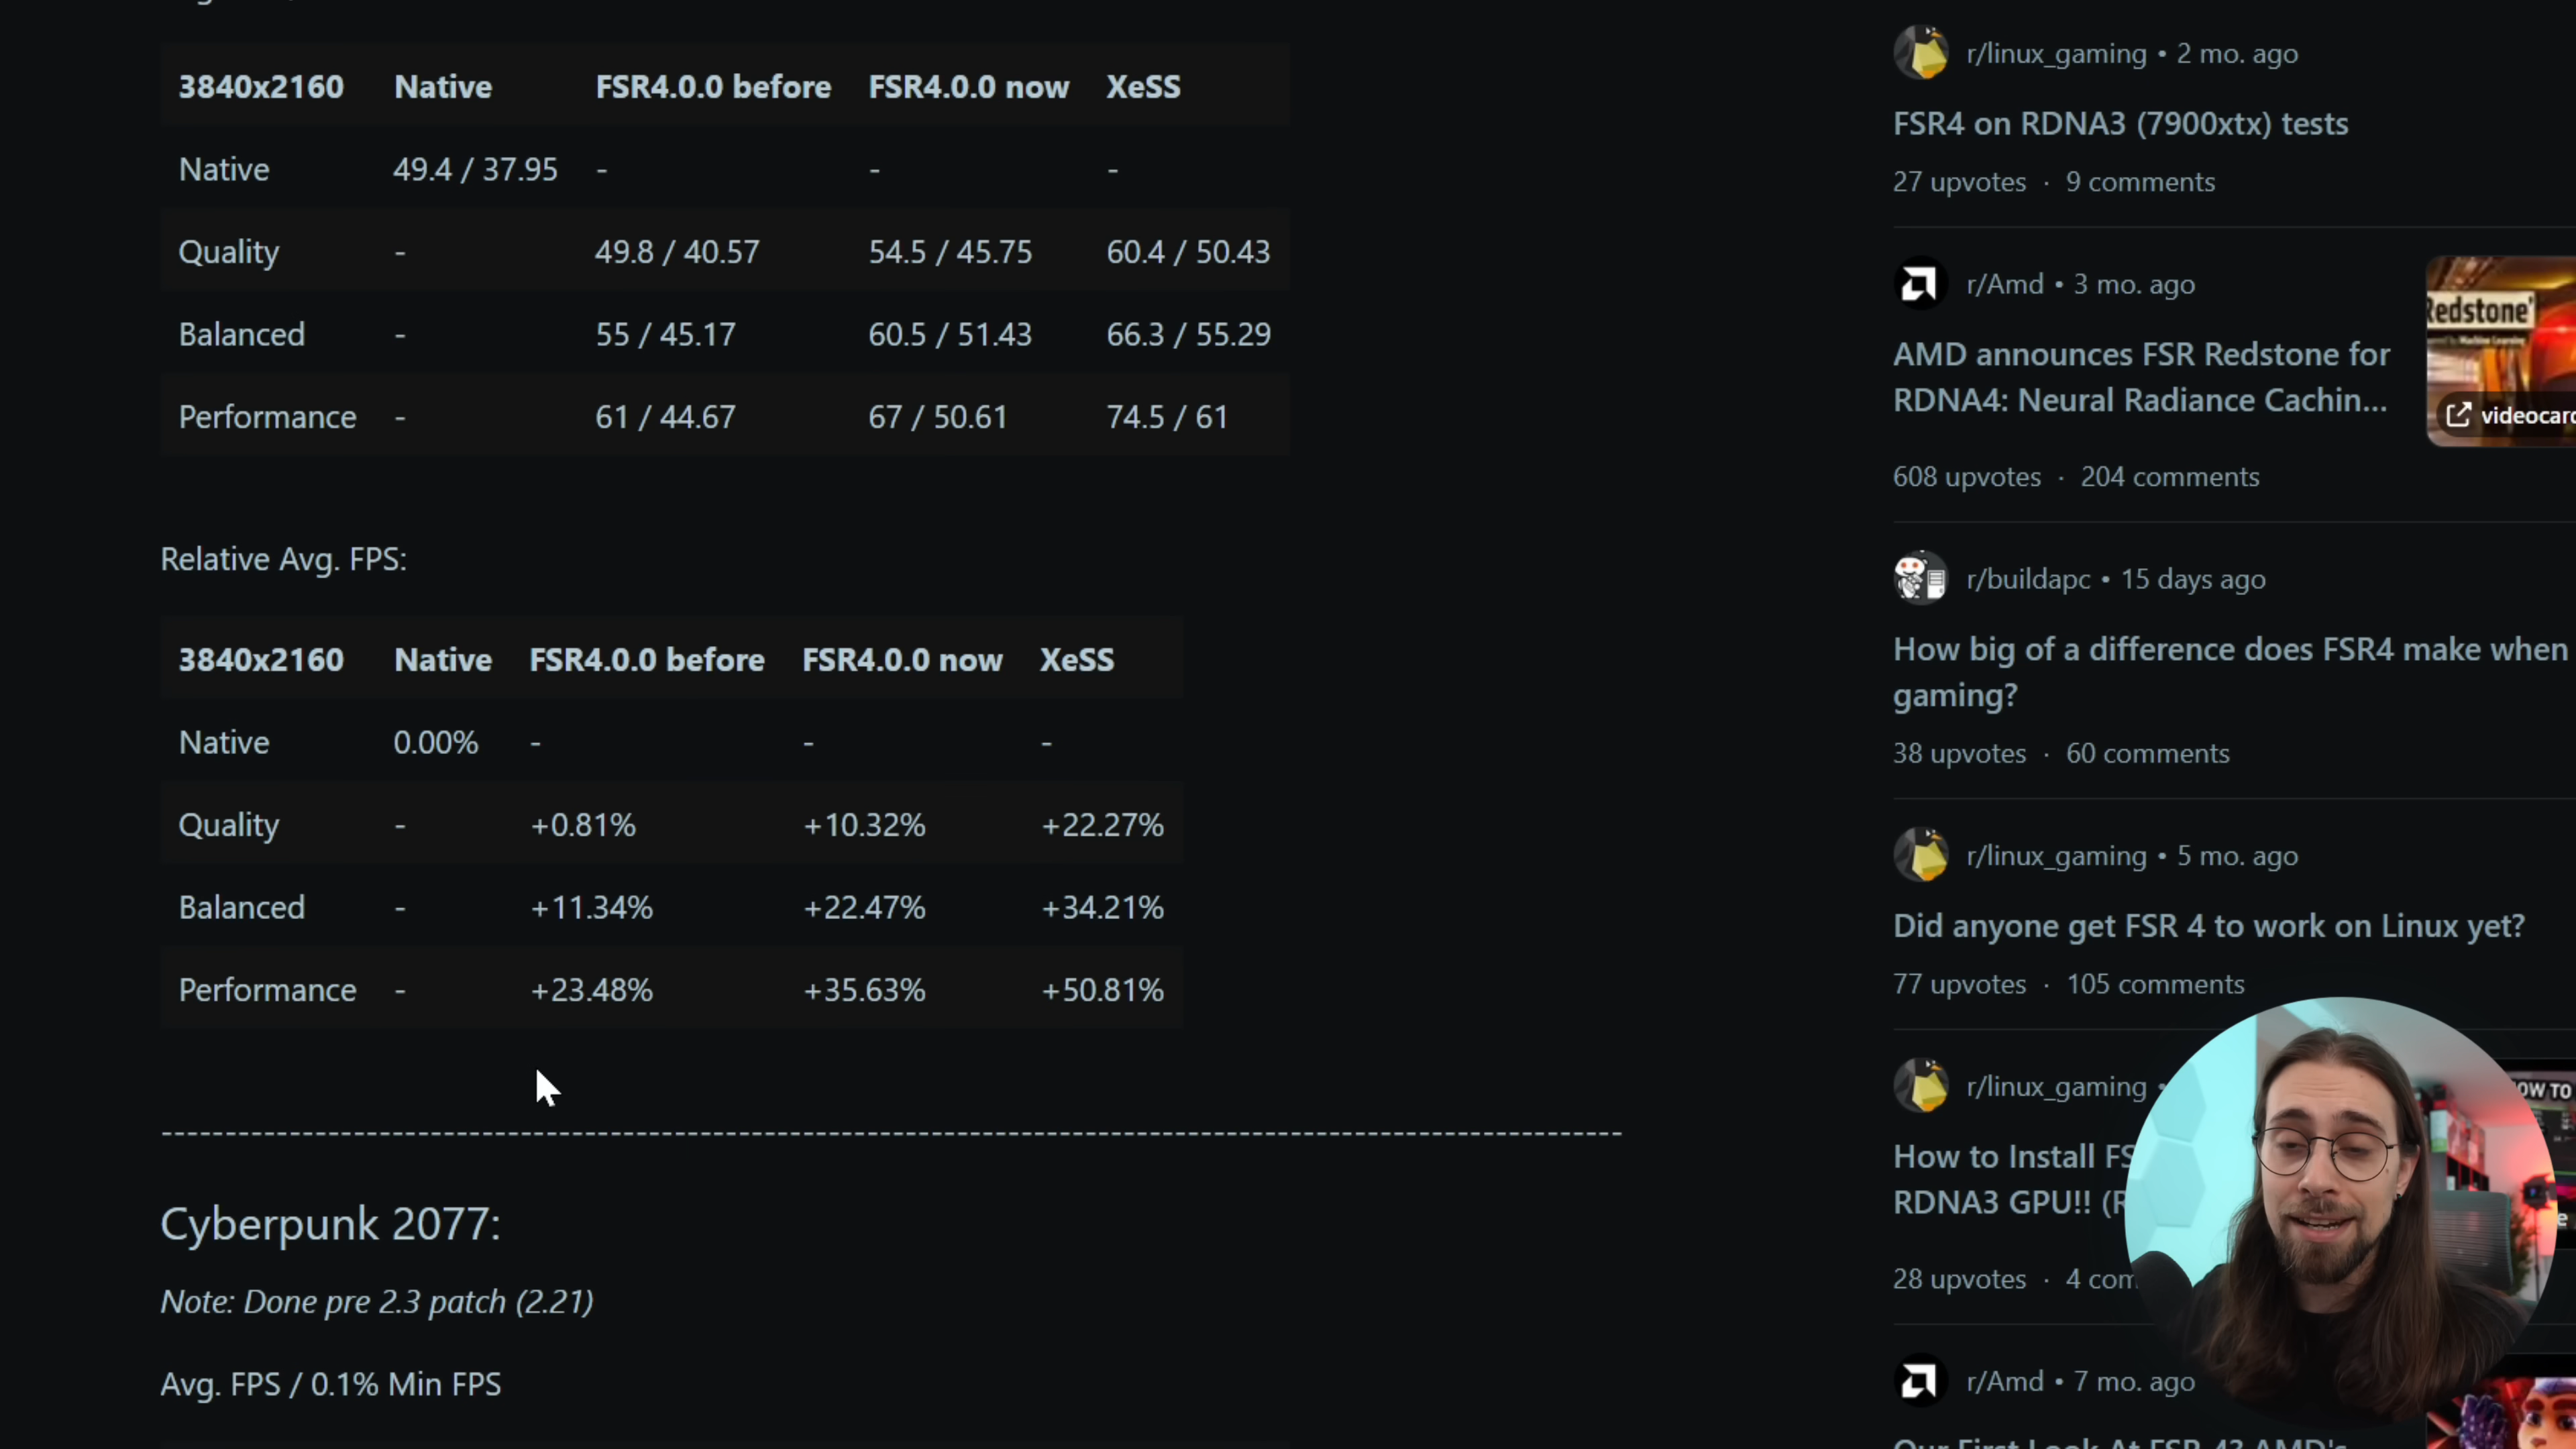 3840x2160 Native FSR4.0.0 before FSR4.0.0 now XeSS
Native 49.4 / 37.95 - - -
Quality - 49.8 / 40.57 54.5 / 45.75 60.4 / 50.43
Balanced - 55 / 45.17 60.5 / 51.43 66.3 / 55.29
Performance - 61 / 44.67 67 / 50.61 74.5 / 61
Relative Avg. FPS:
3840x2160 Native FSR4.0.0 before FSR4.0.0 now XeSS
Native 0.00% - - -
Quality - +0.81% +10.32% +22.27%
Balanced - +11.34% +22.47% +34.21%
Performance - +23.48% +35.63% +50.81%
Cyberpunk 2077:
Note: Done pre 2.3 patch (2.21)
Avg. FPS / 0.1% Min FPS
r/linux_gaming • 2 mo. ago
FSR4 on RDNA3 (7900xtx) tests
27 upvotes · 9 comments
r/Amd • 3 mo. ago
AMD announces FSR Redstone for
RDNA4: Neural Radiance Cachin...
Redstone'
videocard
608 upvotes · 204 comments
r/buildapc • 15 days ago
How big of a difference does FSR4 make when
gaming?
38 upvotes · 60 comments
r/linux_gaming • 5 mo. ago
Did anyone get FSR 4 to work on Linux yet?
77 upvotes · 105 comments
r/linux_gaming •
OW TO
How to Install FS
RDNA3 GPU!! (R
28 upvotes · 4 com
r/Amd • 7 mo. ago